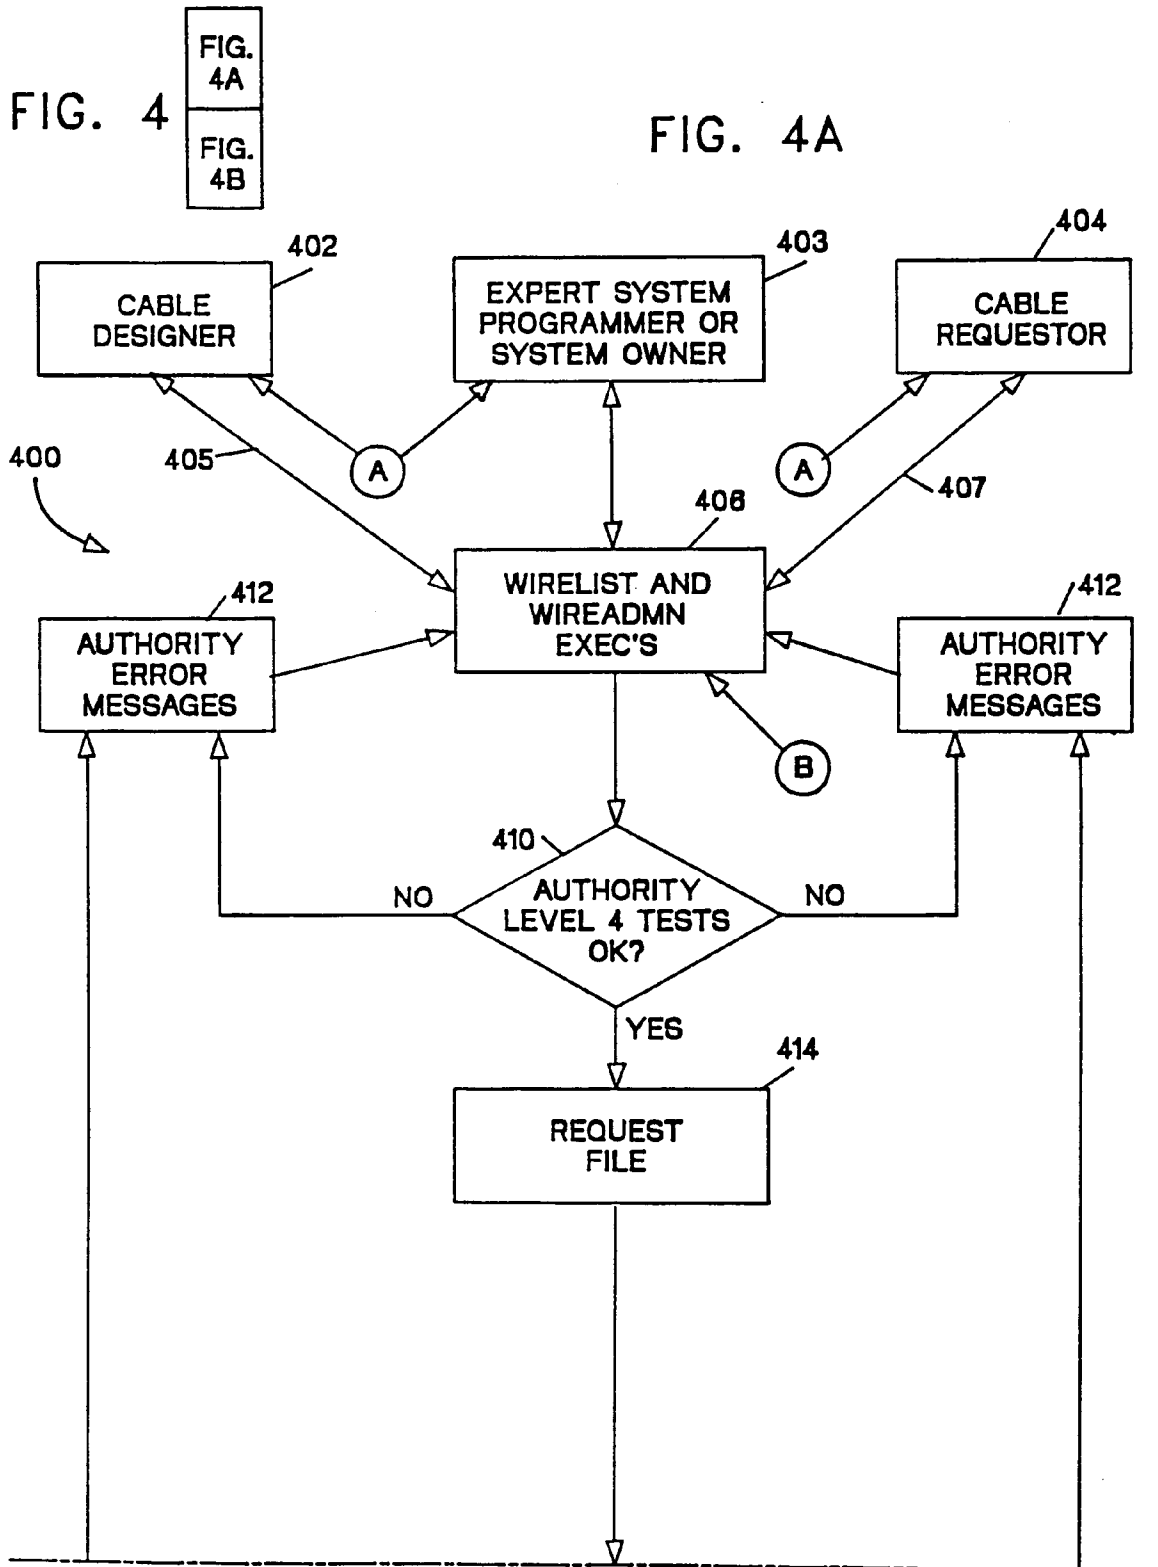 FIG. 4
FIG.
4A
FIG.
4B
FIG. 4A
402
CABLE
DESIGNER
403
EXPERT SYSTEM
PROGRAMMER OR
SYSTEM OWNER
404
CABLE
REQUESTOR
400
405
A
A
407
406
WIRELIST AND
WIREADMN
EXEC'S
412
AUTHORITY
ERROR
MESSAGES
412
AUTHORITY
ERROR
MESSAGES
B
410
AUTHORITY
LEVEL 4 TESTS
OK?
NO
NO
YES
414
REQUEST
FILE